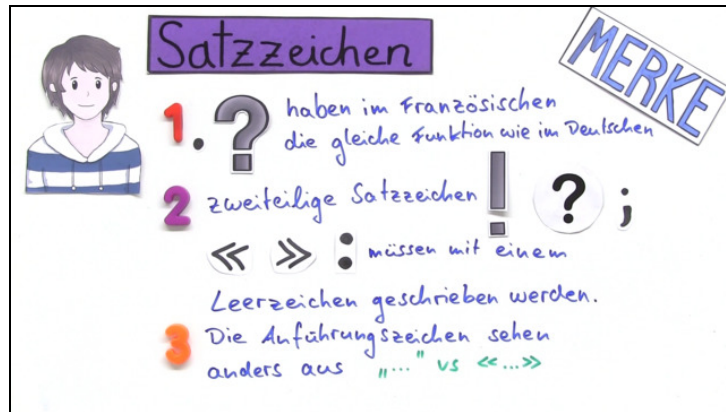 Satzzeichen
MERKE
1 . ? haben im Französischen
die gleiche Funktion wie im Deutschen
2 zweiteilige Satzzeichen ! ? ;
« » : müssen mit einem
Leerzeichen geschrieben werden.
3 Die Anführungszeichen sehen
anders aus „..." vs «...»